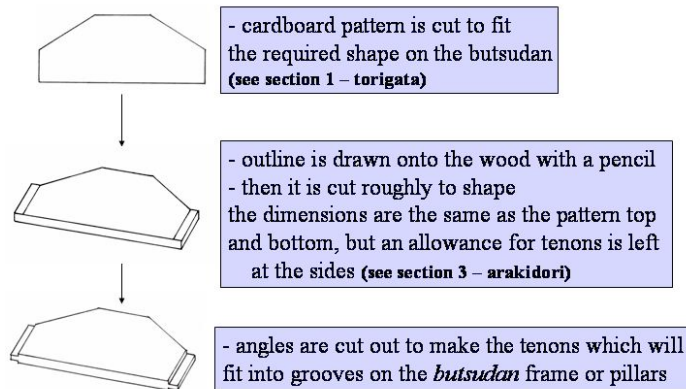 - cardboard pattern is cut to fit
the required shape on the butsudan
(see section 1 – torigata)
- outline is drawn onto the wood with a pencil
- then it is cut roughly to shape
the dimensions are the same as the pattern top
and bottom, but an allowance for tenons is left
at the sides (see section 3 – arakidori)
- angles are cut out to make the tenons which will
fit into grooves on the butsudan frame or pillars